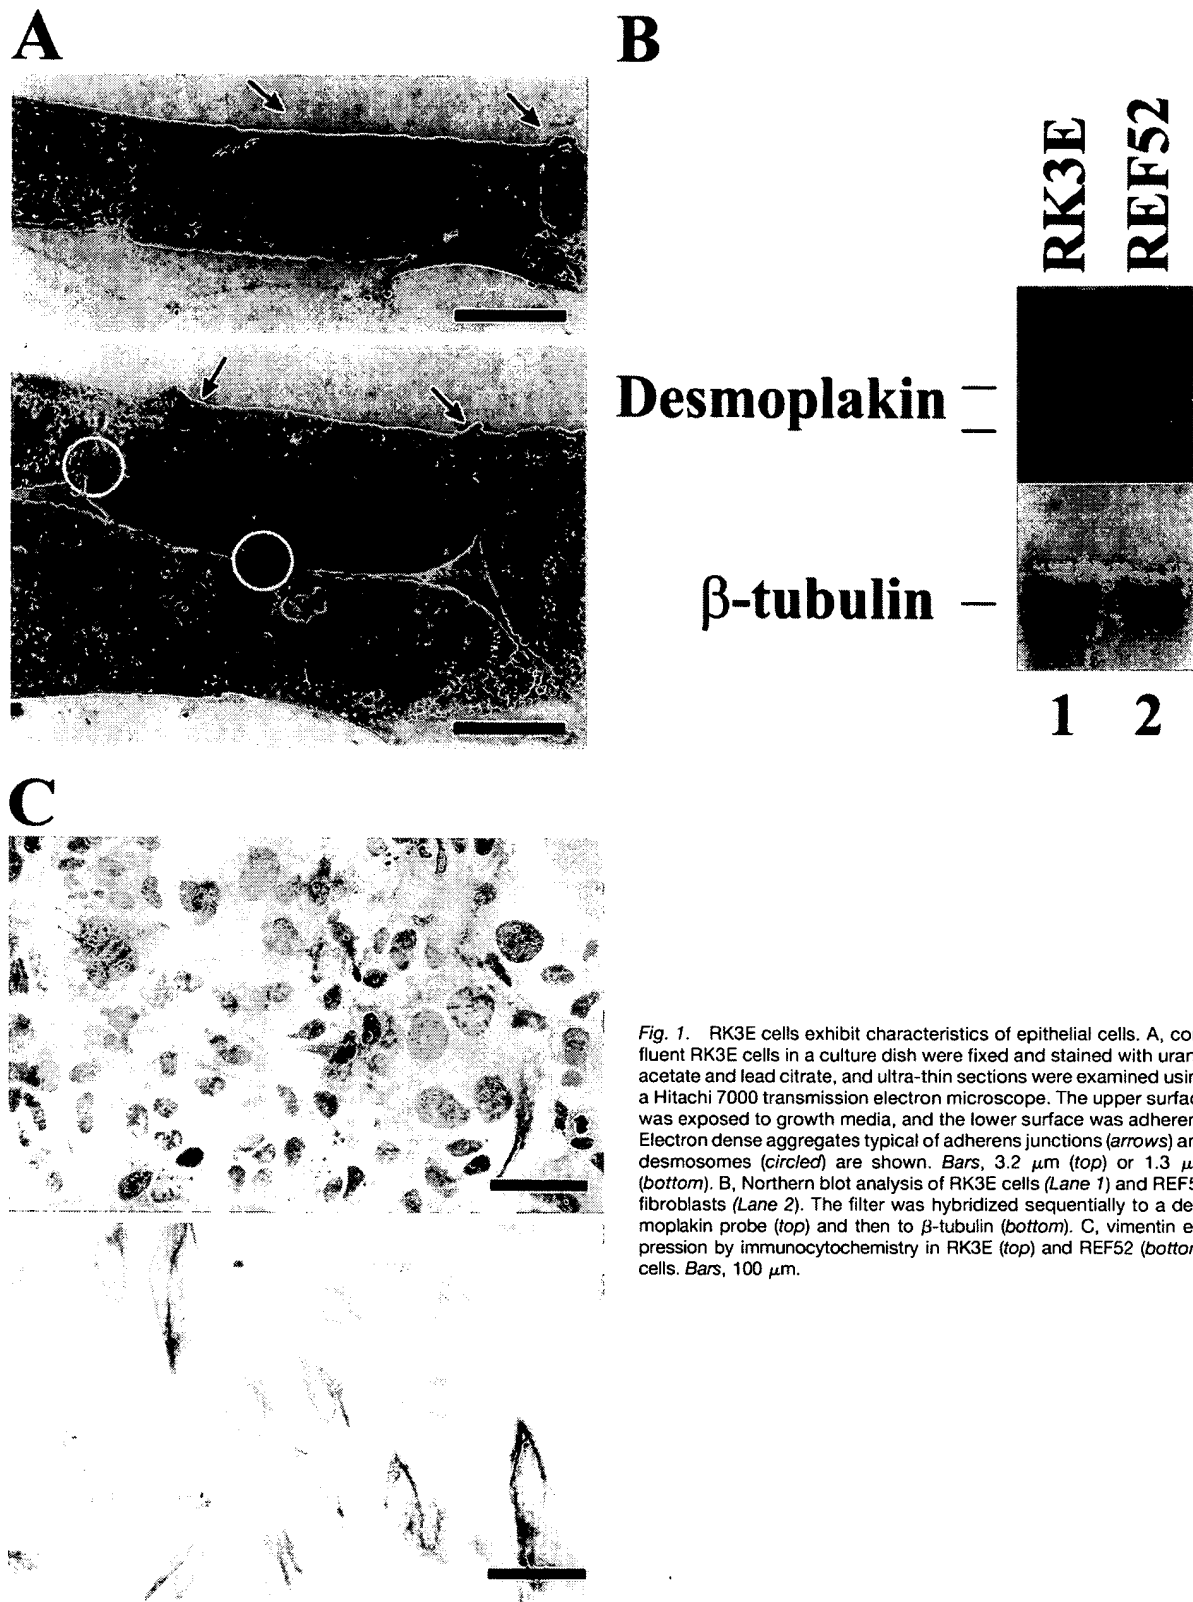 A
B
RK3E
REF52
Desmoplakin
β-tubulin
1 2
C
Fig. 1. RK3E cells exhibit characteristics of epithelial cells. A, co
fluent RK3E cells in a culture dish were fixed and stained with uran
acetate and lead citrate, and ultra-thin sections were examined usin
a Hitachi 7000 transmission electron microscope. The upper surfac
was exposed to growth media, and the lower surface was adheren
Electron dense aggregates typical of adherens junctions (arrows) an
desmosomes (circled) are shown. Bars, 3.2 μm (top) or 1.3 μ
(bottom). B, Northern blot analysis of RK3E cells (Lane 1) and REF5
fibroblasts (Lane 2). The filter was hybridized sequentially to a de
moplakin probe (top) and then to β-tubulin (bottom). C, vimentin e
pression by immunocytochemistry in RK3E (top) and REF52 (bottom
cells. Bars, 100 μm.